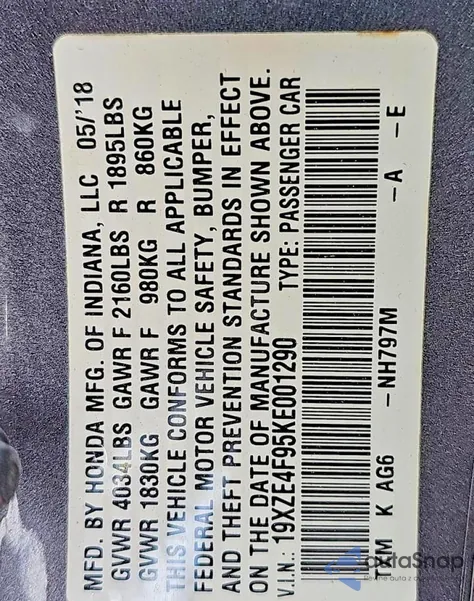 MFD. BY HONDA MFG. OF INDIANA, LLC 05/'18
GVWR 4034LBS GAWR F 2160LBS R 1895LBS
GVWR 1830KG GAWR F 980KG R 860KG
THIS VEHICLE CONFORMS TO ALL APPLICABLE
FEDERAL MOTOR VEHICLE SAFETY, BUMPER,
AND THEFT PREVENTION STANDARDS IN EFFECT
ON THE DATE OF MANUFACTURE SHOWN ABOVE.
V.I.N.: 19XZE4F95KE001290 TYPE: PASSENGER CAR
TXM K AG6 -NH797M -A -E
autoSnap